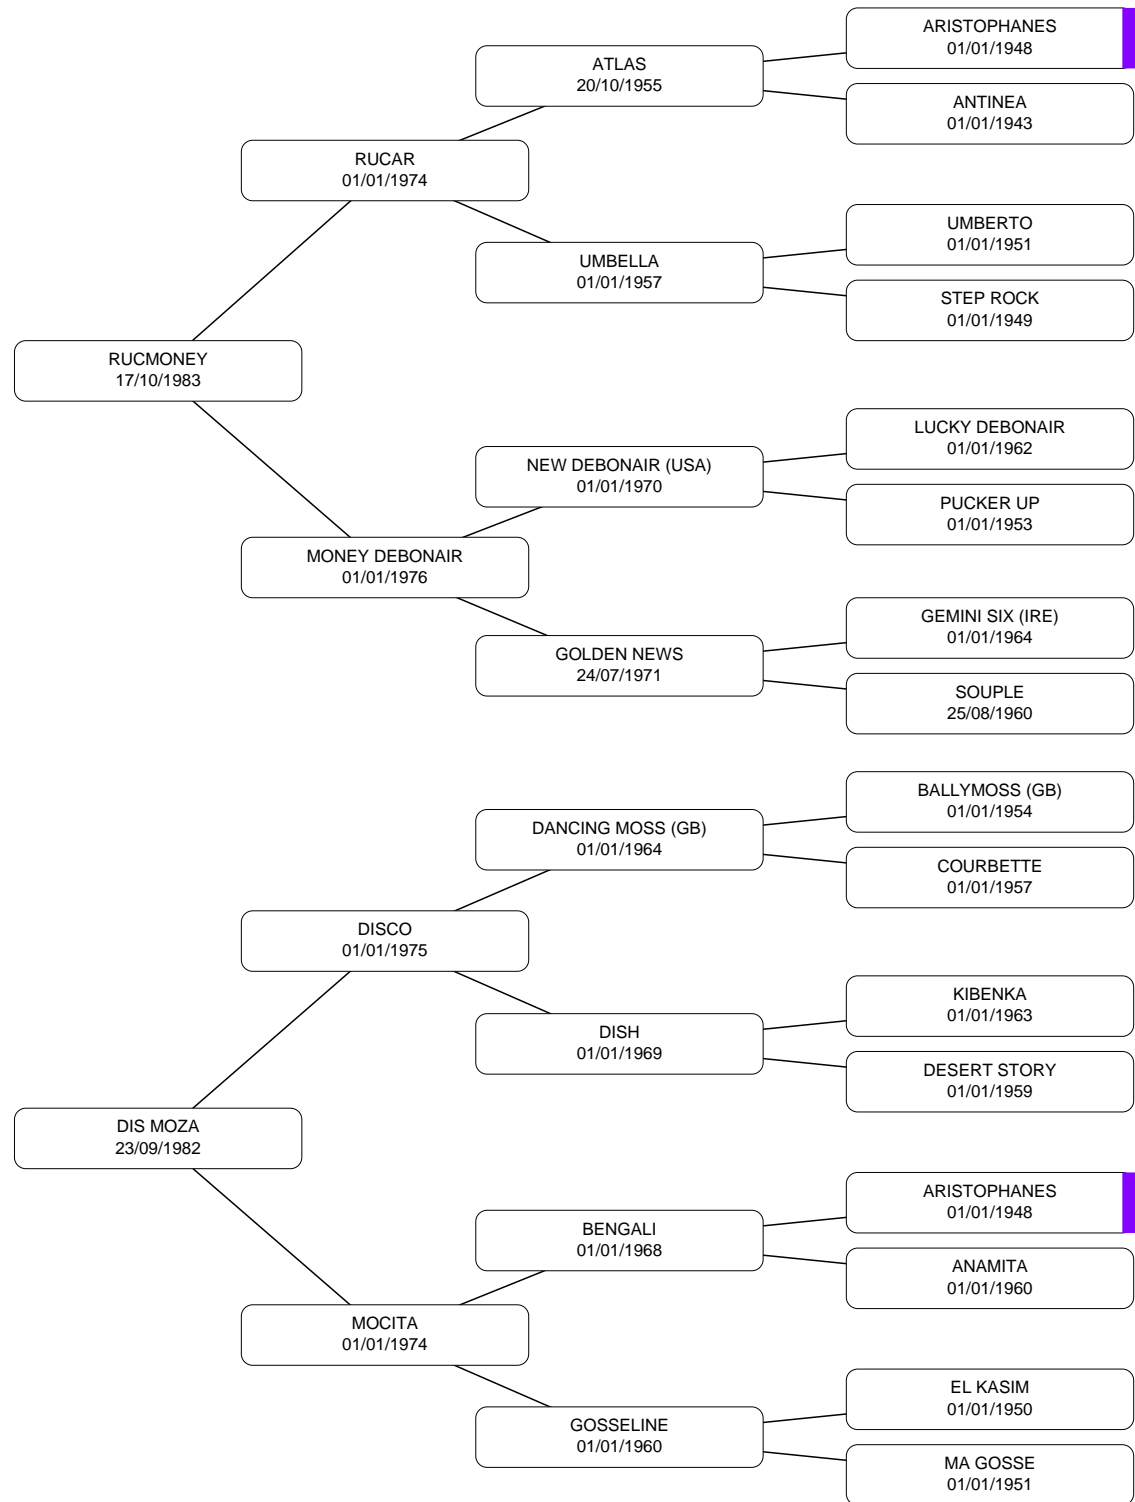 ARISTOPHANES
01/01/1948
ATLAS
20/10/1955
ANTINEA
01/01/1943
RUCAR
01/01/1974
UMBERTO
01/01/1951
UMBELLA
01/01/1957
STEP ROCK
01/01/1949
RUCMONEY
17/10/1983
LUCKY DEBONAIR
01/01/1962
NEW DEBONAIR (USA)
01/01/1970
PUCKER UP
01/01/1953
MONEY DEBONAIR
01/01/1976
GEMINI SIX (IRE)
01/01/1964
GOLDEN NEWS
24/07/1971
SOUPLE
25/08/1960
BALLYMOSS (GB)
01/01/1954
DANCING MOSS (GB)
01/01/1964
COURBETTE
01/01/1957
DISCO
01/01/1975
KIBENKA
01/01/1963
DISH
01/01/1969
DESERT STORY
01/01/1959
DIS MOZA
23/09/1982
ARISTOPHANES
01/01/1948
BENGALI
01/01/1968
ANAMITA
01/01/1960
MOCITA
01/01/1974
EL KASIM
01/01/1950
GOSSELINE
01/01/1960
MA GOSSE
01/01/1951